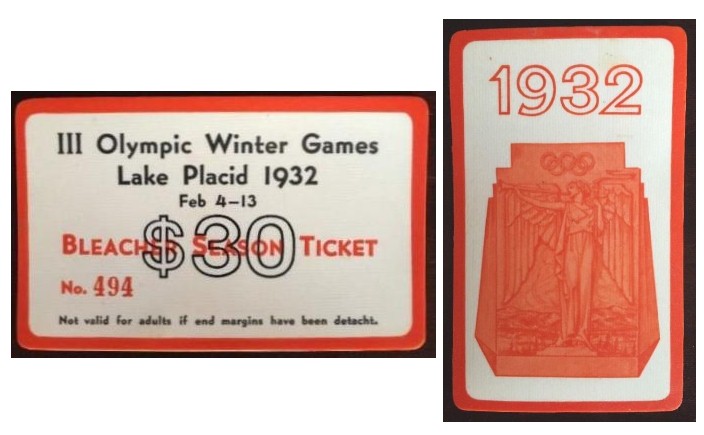 III Olympic Winter Games
Lake Placid 1932
Feb 4–13
$30
BLEACHER SEASON TICKET
No. 494
Not valid for adults if end margins have been detacht.
1932